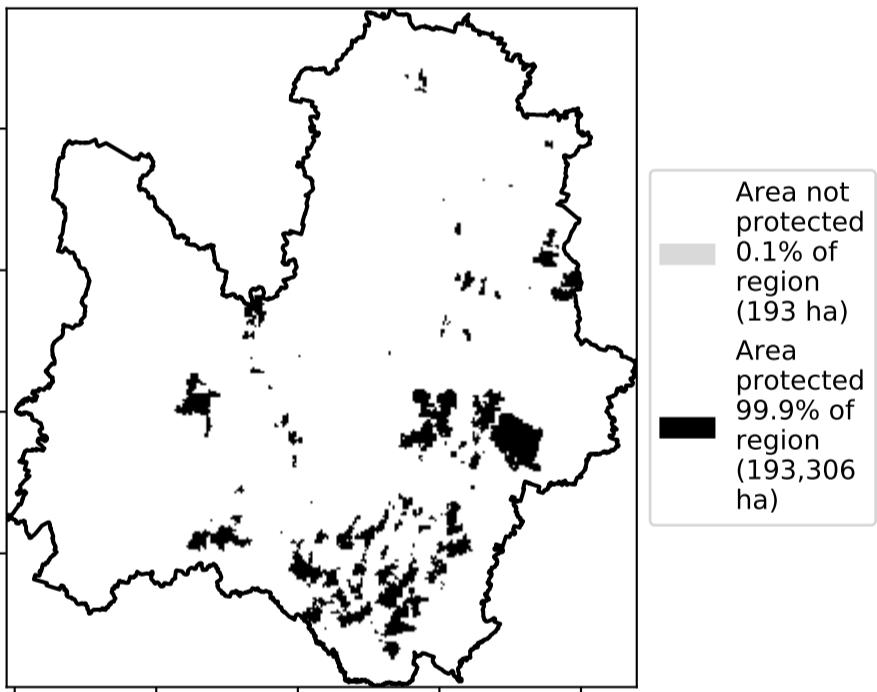 Area not
protected
0.1% of
region
(193 ha)
Area
protected
99.9% of
region
(193,306
ha)